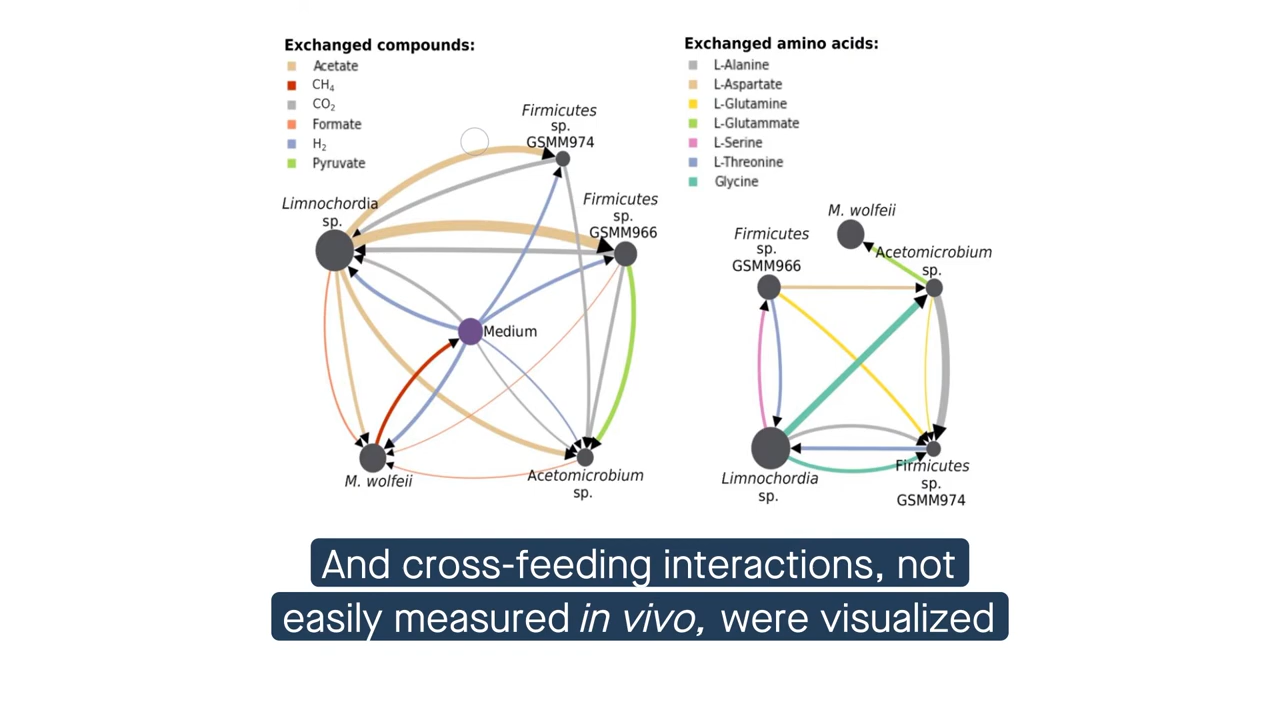 Exchanged compounds:
Acetate
CH₄
CO₂
Formate
H₂
Pyruvate
Firmicutes
sp.
GSMM974
Limnochordia
sp.
Firmicutes
sp.
GSMM966
Medium
M. wolfeii
Acetomicrobium
sp.
Exchanged amino acids:
L-Alanine
L-Aspartate
L-Glutamine
L-Glutammate
L-Serine
L-Threonine
Glycine
M. wolfeii
Firmicutes
sp.
GSMM966
Acetomicrobium
sp.
Limnochordia
sp.
Firmicutes
sp.
GSMM974
And cross-feeding interactions, not
easily measured in vivo, were visualized